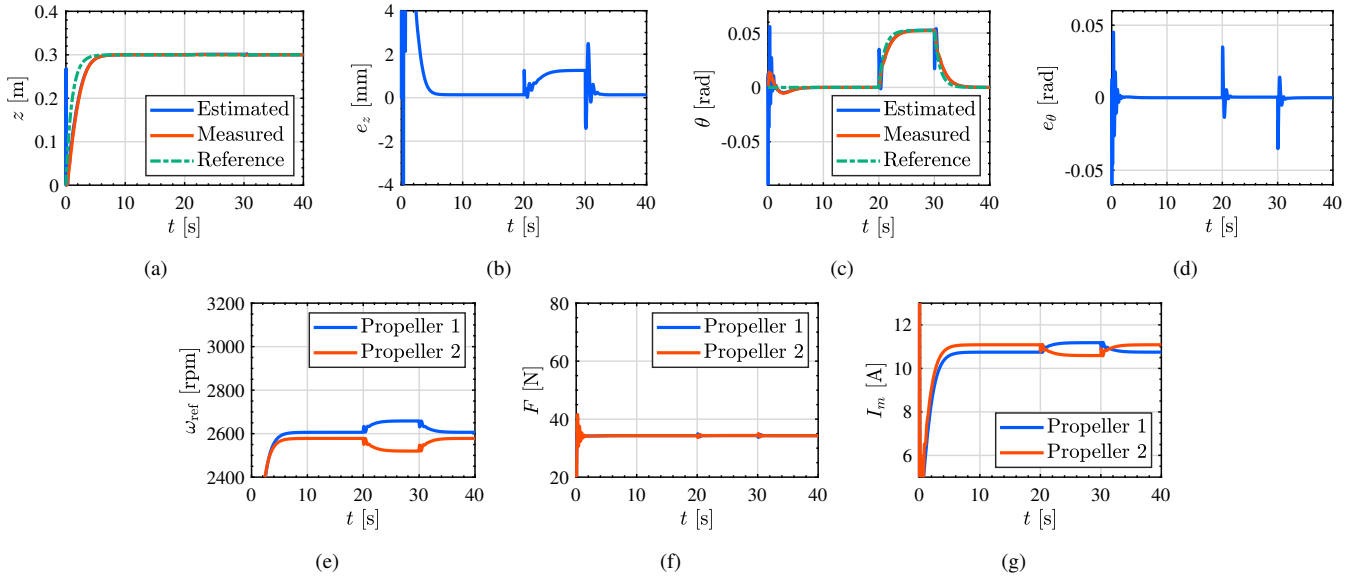 0.4
0.3
0.2
0.1
0
z [m]
Estimated
Measured
Reference
0 10 20 30 40
t [s]
(a)
4
2
0
-2
-4
e_z [mm]
0 10 20 30 40
t [s]
(b)
0.05
0
-0.05
θ [rad]
Estimated
Measured
Reference
0 10 20 30 40
t [s]
(c)
0.05
0
-0.05
e_θ [rad]
0 10 20 30 40
t [s]
(d)
3200
3000
2800
2600
2400
ω_ref [rpm]
Propeller 1
Propeller 2
0 10 20 30 40
t [s]
(e)
80
60
40
20
F [N]
Propeller 1
Propeller 2
0 10 20 30 40
t [s]
(f)
12
10
8
6
I_m [A]
Propeller 1
Propeller 2
0 10 20 30 40
t [s]
(g)